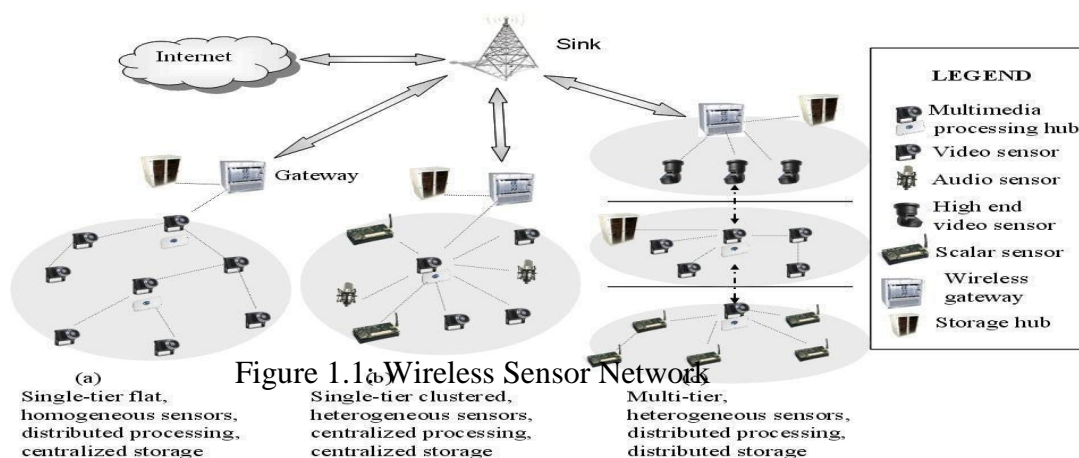 Internet
Sink
Gateway
LEGEND
Multimedia
processing hub
Video sensor
Audio sensor
High end
video sensor
Scalar sensor
Wireless
gateway
Storage hub
Figure 1.1: Wireless Sensor Network
(a)
Single-tier flat,
homogeneous sensors,
distributed processing,
centralized storage
(b)
Single-tier clustered,
heterogeneous sensors,
centralized processing,
centralized storage
(c)
Multi-tier,
heterogeneous sensors,
distributed processing,
distributed storage